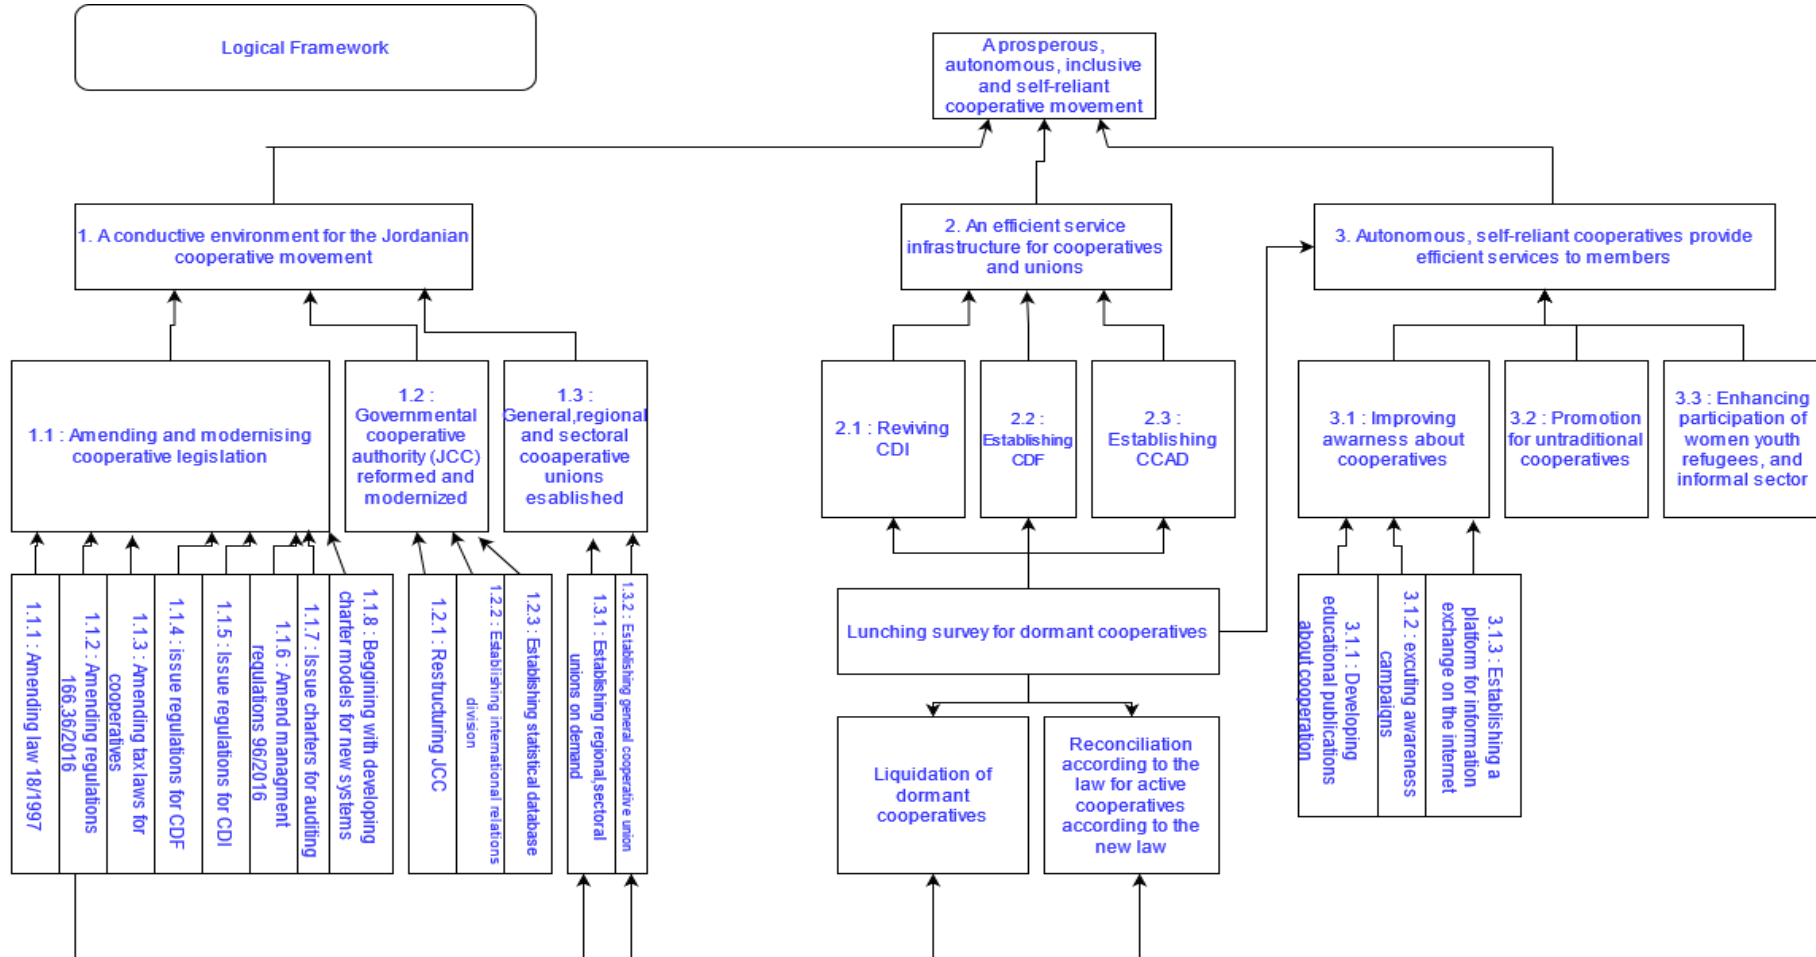 Logical Framework
A prosperous,
autonomous, inclusive
and self-reliant
cooperative movement
1. A conductive environment for the Jordanian
cooperative movement
2. An efficient service
infrastructure for cooperatives
and unions
3. Autonomous, self-reliant cooperatives provide
efficient services to members
1.1 : Amending and modernising
cooperative legislation
1.2 :
Governmental
cooperative
authority (JCC)
reformed and
modernized
1.3 :
General,regional
and sectoral
cooaperative
unions
esablished
2.1 : Reviving
CDI
2.2 :
Establishing
CDF
2.3 :
Establishing
CCAD
3.1 : Improving
awarness about
cooperatives
3.2 : Promotion
for untraditional
cooperatives
3.3 : Enhancing
participation of
women youth
refugees, and
informal sector
1.1.1 : Amending law 18/1997
1.1.2 : Amending regulations
166,36/2016
1.1.3 : Amending tax laws for
cooperatives
1.1.4 : issue regulations for CDF
1.1.5 : Issue regulations for CDI
1.1.6 : Amend managment
regulations 96/2016
1.1.7 : Issue charters for auditing
1.1.8 : Beggining with developing
charter models for new systems
1.2.1 : Restructuring JCC
1.2.2 : Establishing international relations
division
1.2.3 : Establishing statistical database
1.3.1 : Establishing regional,sectoral
unions on demand
1.3.2 : Establishing general cooperative union
Lunching survey for dormant cooperatives
Liquidation of
dormant
cooperatives
Reconciliation
according to the
law for active
cooperatives
according to the
new law
3.1.1 : Developing
educational publications
about cooperation
3.1.2 : excuting awareness
campaigns
3.1.3 : Establishing a
platform for information
exchange on the internet